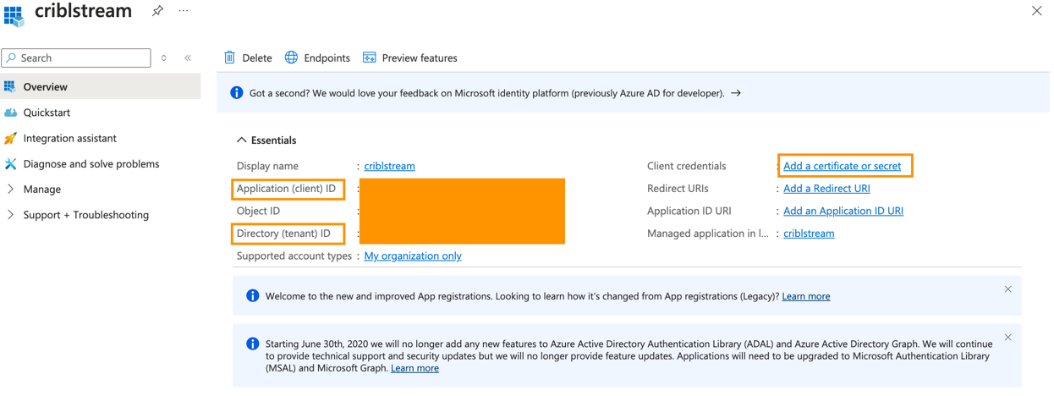 criblstream
Search
Delete
Endpoints
Preview features
Overview
Quickstart
Integration assistant
Diagnose and solve problems
Manage
Support + Troubleshooting
Got a second? We would love your feedback on Microsoft identity platform (previously Azure AD for developer). →
Essentials
Display name : criblstream
Application (client) ID :
Object ID :
Directory (tenant) ID :
Supported account types : My organization only
Client credentials : Add a certificate or secret
Redirect URIs : Add a Redirect URI
Application ID URI : Add an Application ID URI
Managed application in l... : criblstream
Welcome to the new and improved App registrations. Looking to learn how it's changed from App registrations (Legacy)? Learn more
Starting June 30th, 2020 we will no longer add any new features to Azure Active Directory Authentication Library (ADAL) and Azure Active Directory Graph. We will continue
to provide technical support and security updates but we will no longer provide feature updates. Applications will need to be upgraded to Microsoft Authentication Library
(MSAL) and Microsoft Graph. Learn more